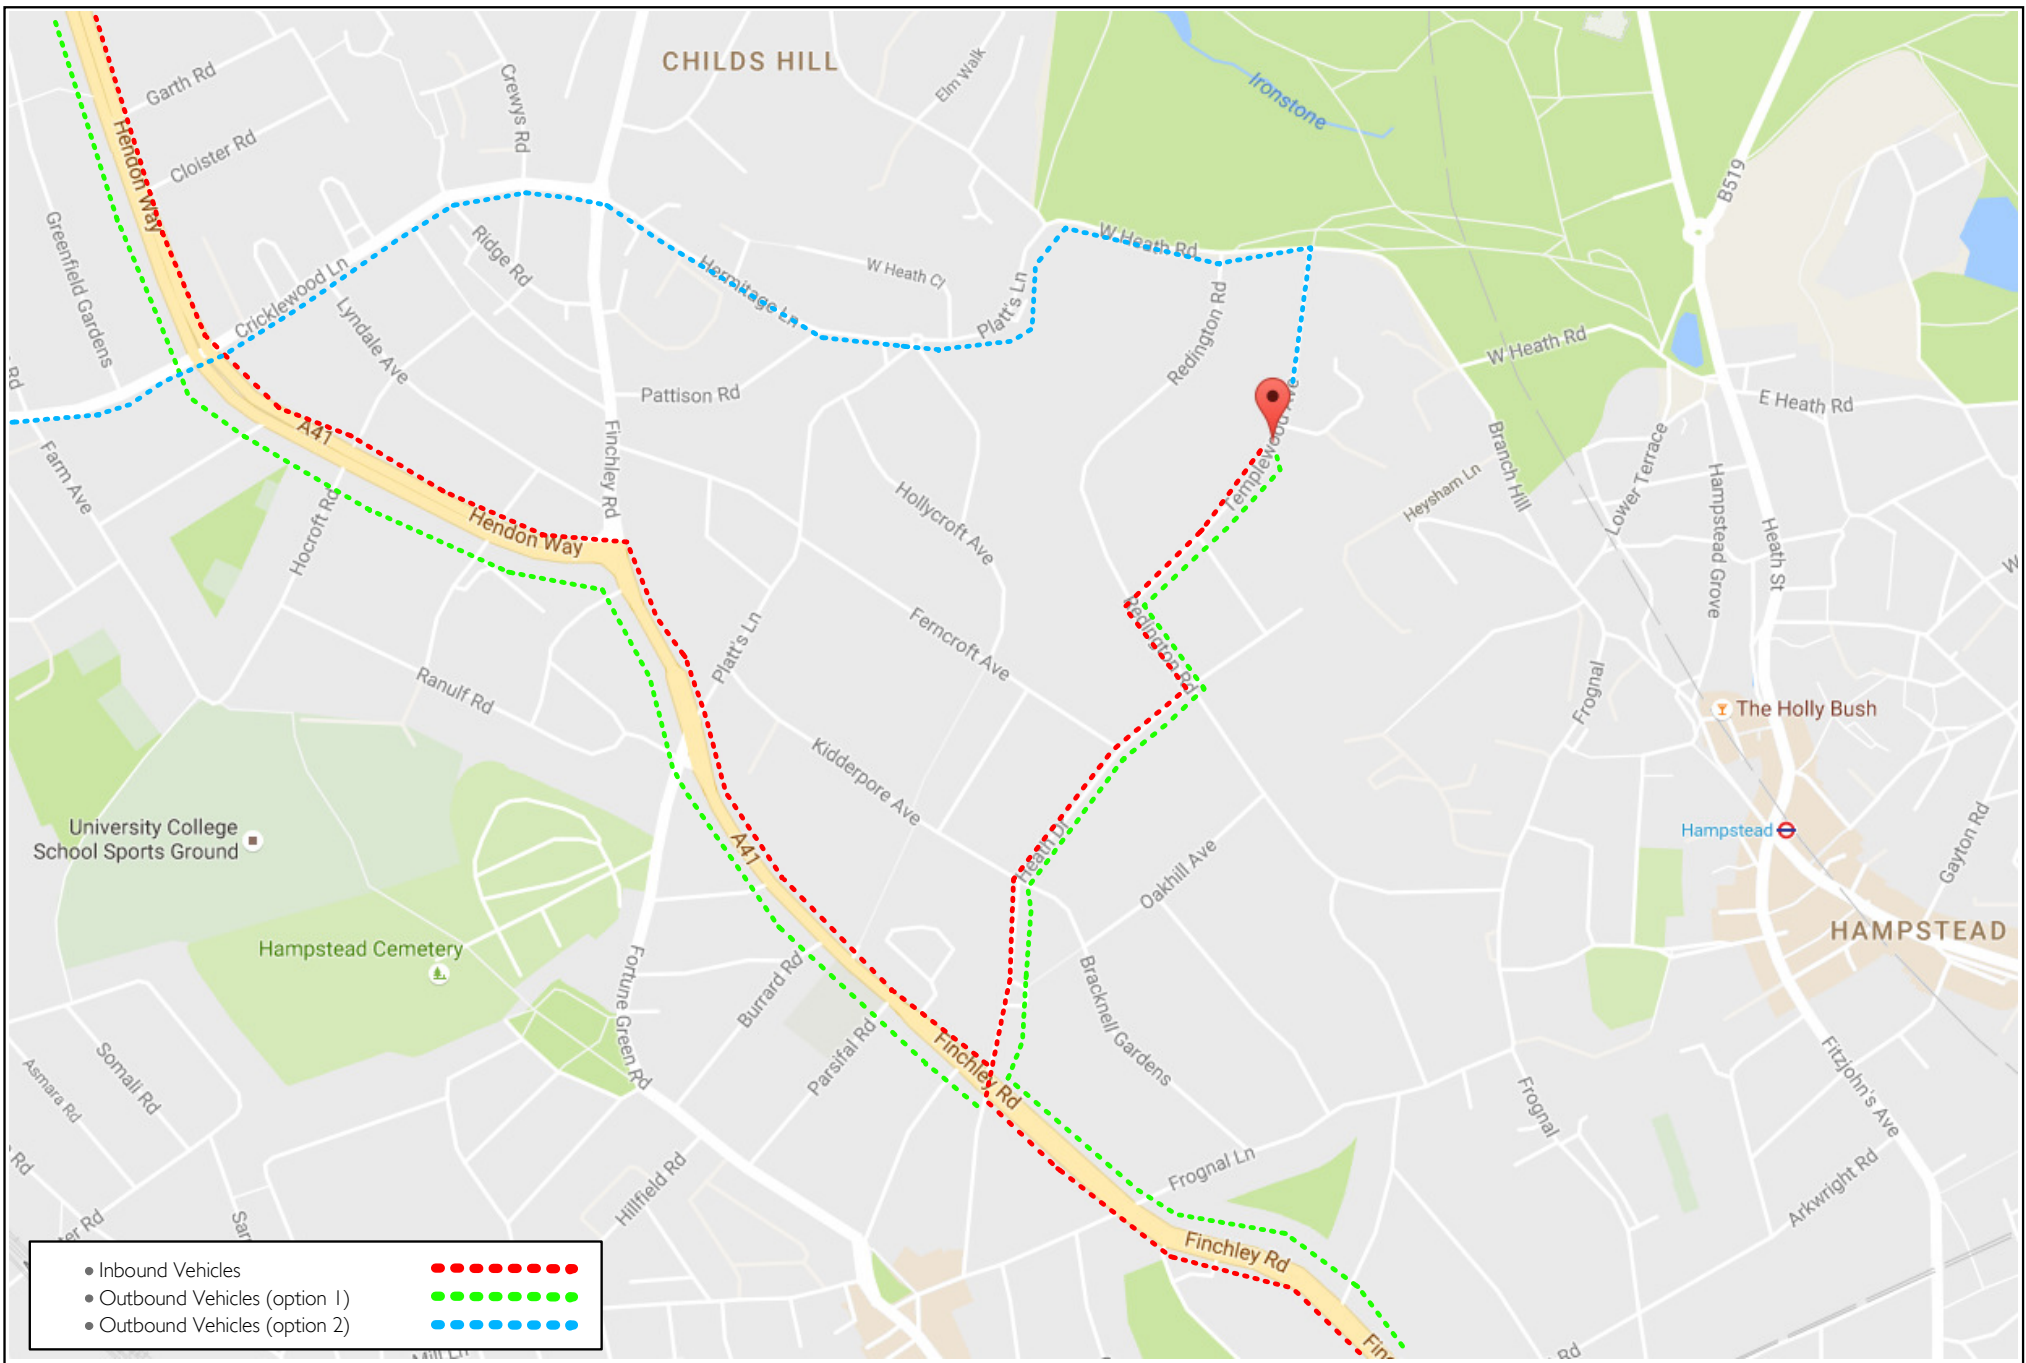 CHILDS HILL
Garth Rd
Crewys Rd
Elm Walk
Ironstone
Hendon Way
Cloister Rd
B519
Greenfield Gardens
Ridge Rd
W Heath Rd
Cricklewood Ln
Hermitage Ln
W Heath Cl
Platt's Ln
Redington Rd
Lyndale Ave
W Heath Rd
Rd
Pattison Rd
E Heath Rd
A41
Finchley Rd
Templewood Ave
Farm Ave
Branch Hill
Lower Terrace
Hampstead Grove
Heath St
Hocroft Rd
Hendon Way
Hollycroft Ave
Heysham Ln
W
Redington Rd
Ferncroft Ave
Platt's Ln
Ranulf Rd
Frognal
The Holly Bush
Kidderpore Ave
University College
School Sports Ground
A41
Heath Dr
Oakhill Ave
Hampstead
Gayton Rd
HAMPSTEAD
Hampstead Cemetery
Fortune Green Rd
Burrard Rd
Bracknell Gardens
Parsifal Rd
Finchley Rd
Somali Rd
Asmara Rd
Fitzjohn's Ave
Frognal
Frognal Ln
Hillfield Rd
Arkwright Rd
Rd
Finchley Rd
Inbound Vehicles
Outbound Vehicles (option 1)
Outbound Vehicles (option 2)
Mill Ln
Rd